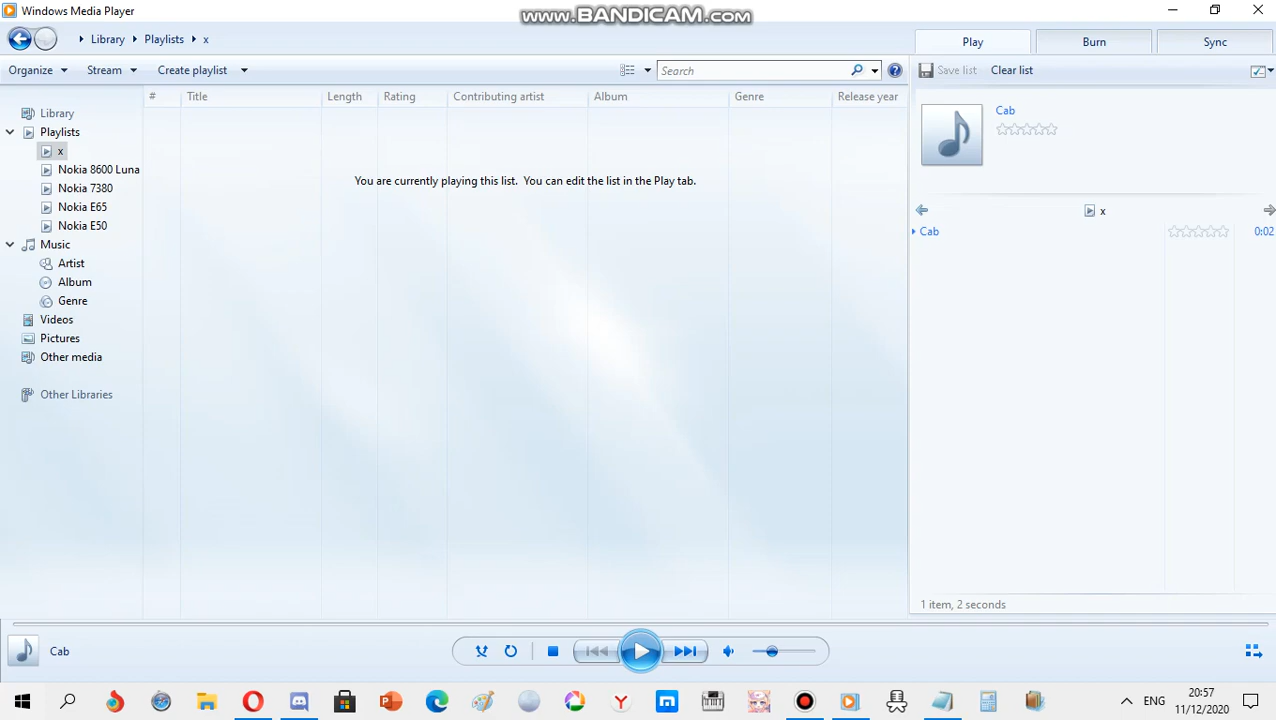 Windows Media Player
www.BANDICAM.com
Library Playlists x
Play Burn Sync
Organize Stream Create playlist
Search
Save list Clear list
# Title Length Rating Contributing artist Album Genre Release year
Library
Playlists
x
Nokia 8600 Luna
Nokia 7380
Nokia E65
Nokia E50
Music
Artist
Album
Genre
Videos
Pictures
Other media
Other Libraries
You are currently playing this list. You can edit the list in the Play tab.
Cab
x
Cab 0:02
1 item, 2 seconds
Cab
ENG
20:57
11/12/2020